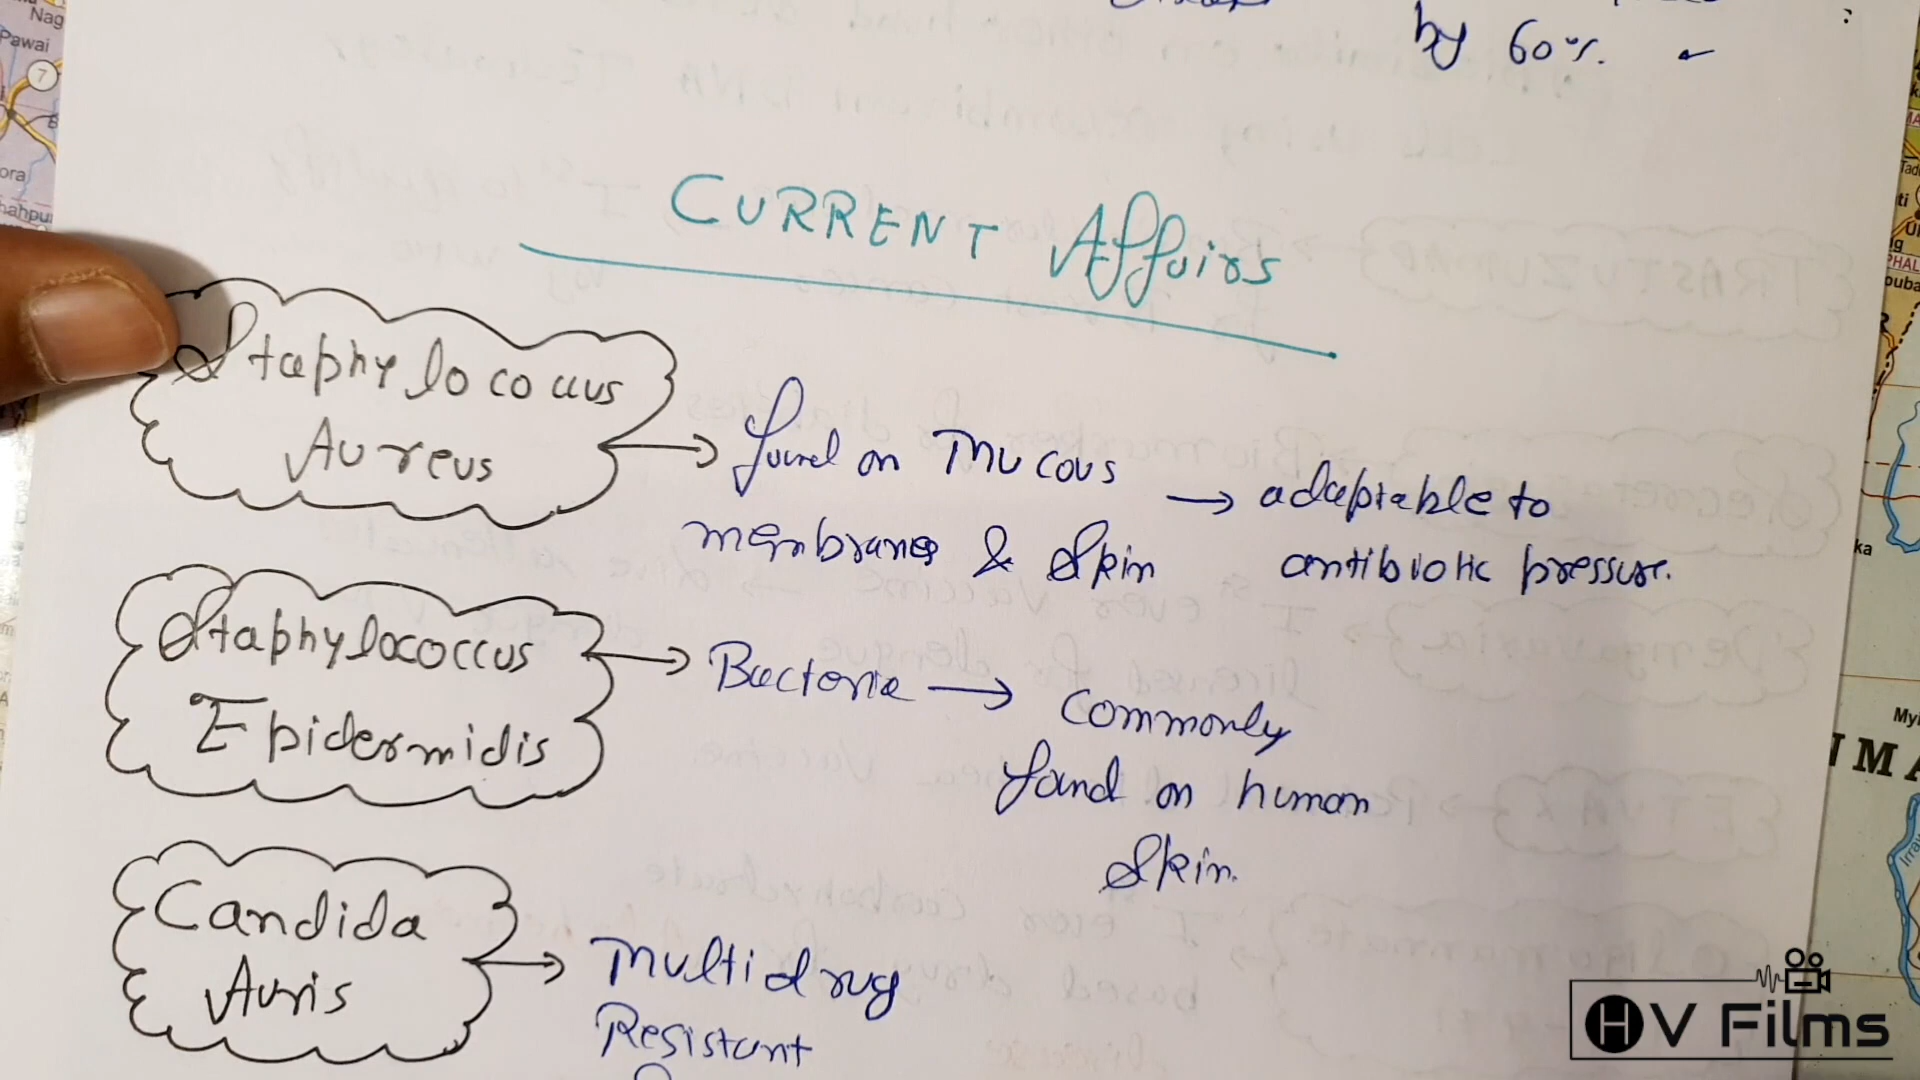 by 60%.
CURRENT Affairs
Staphylococcus
Aureus
found on Mucous
membranes & Skin
→ adaptable to
antibiotic pressure.
Staphylococcus
Epidermidis
Bacteria →
Commonly
found on human
Skin.
Candida
Auris
Multidrug
Resistant
HV Films